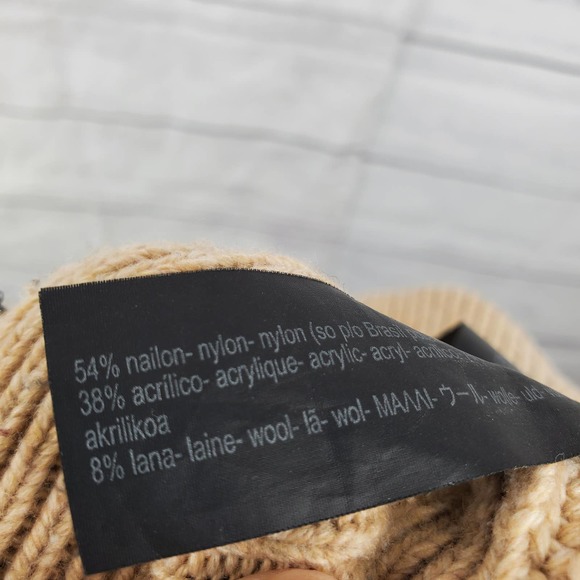 54% nailon- nylon- nylon (so p/o Brasil
38% acrilico- acrylique- acrylic- acryl-
akrilikoa
8% lana- laine- wool- lã- wol- ΜΑΛΛΙ- ウール- wolle-